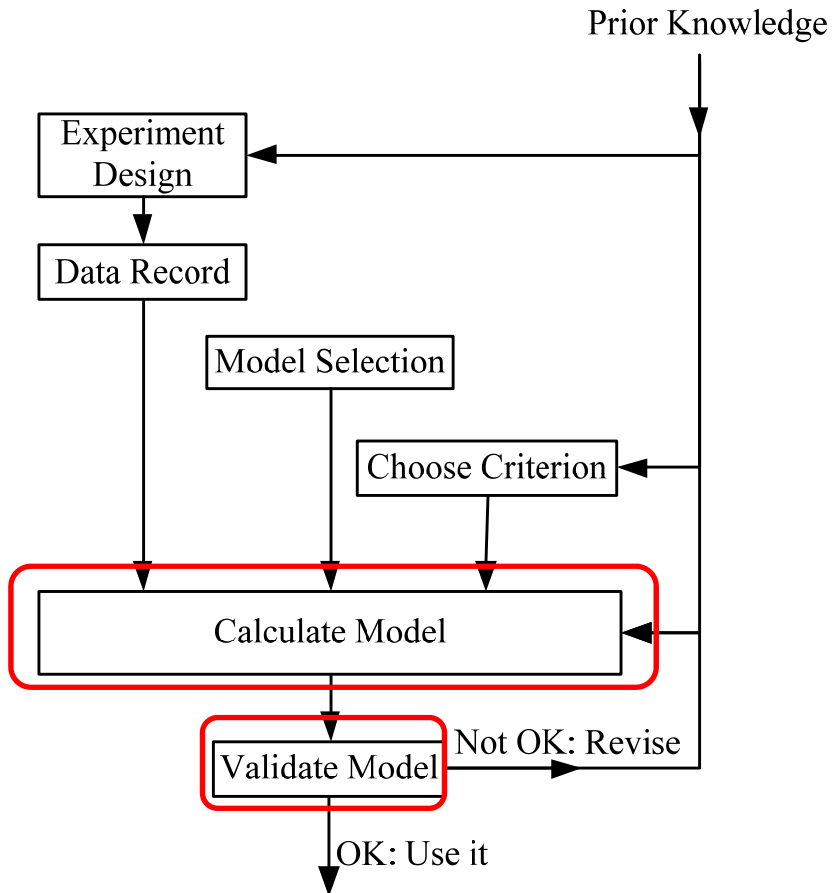 Prior Knowledge
Experiment
Design
Data Record
Model Selection
Choose Criterion
Calculate Model
Not OK: Revise
Validate Model
OK: Use it